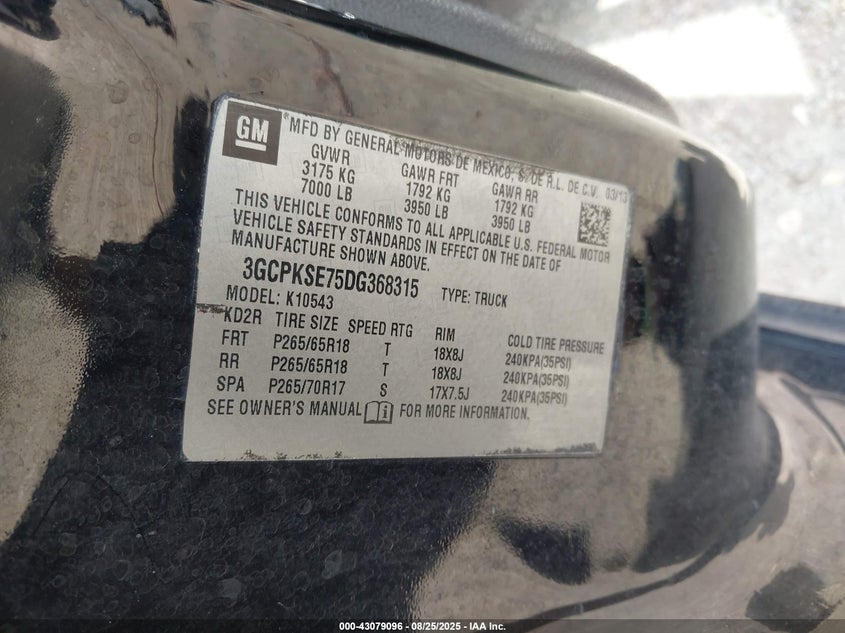 GM
MFD BY GENERAL MOTORS DE MEXICO, S. DE R.L. DE C.V. 03/13
GVWR GAWR FRT GAWR RR
3175 KG 1792 KG 1792 KG
7000 LB 3950 LB 3950 LB
THIS VEHICLE CONFORMS TO ALL APPLICABLE U.S. FEDERAL MOTOR
VEHICLE SAFETY STANDARDS IN EFFECT ON THE DATE OF
MANUFACTURE SHOWN ABOVE.
3GCPKSE75DG368315 TYPE: TRUCK
MODEL: K10543
KD2R TIRE SIZE SPEED RTG RIM COLD TIRE PRESSURE
FRT P265/65R18 T 18X8J 240KPA(35PSI)
RR P265/65R18 T 18X8J 240KPA(35PSI)
SPA P265/70R17 S 17X7.5J 240KPA(35PSI)
SEE OWNER'S MANUAL FOR MORE INFORMATION.
000-43079096 - 08/25/2025 - IAA Inc.